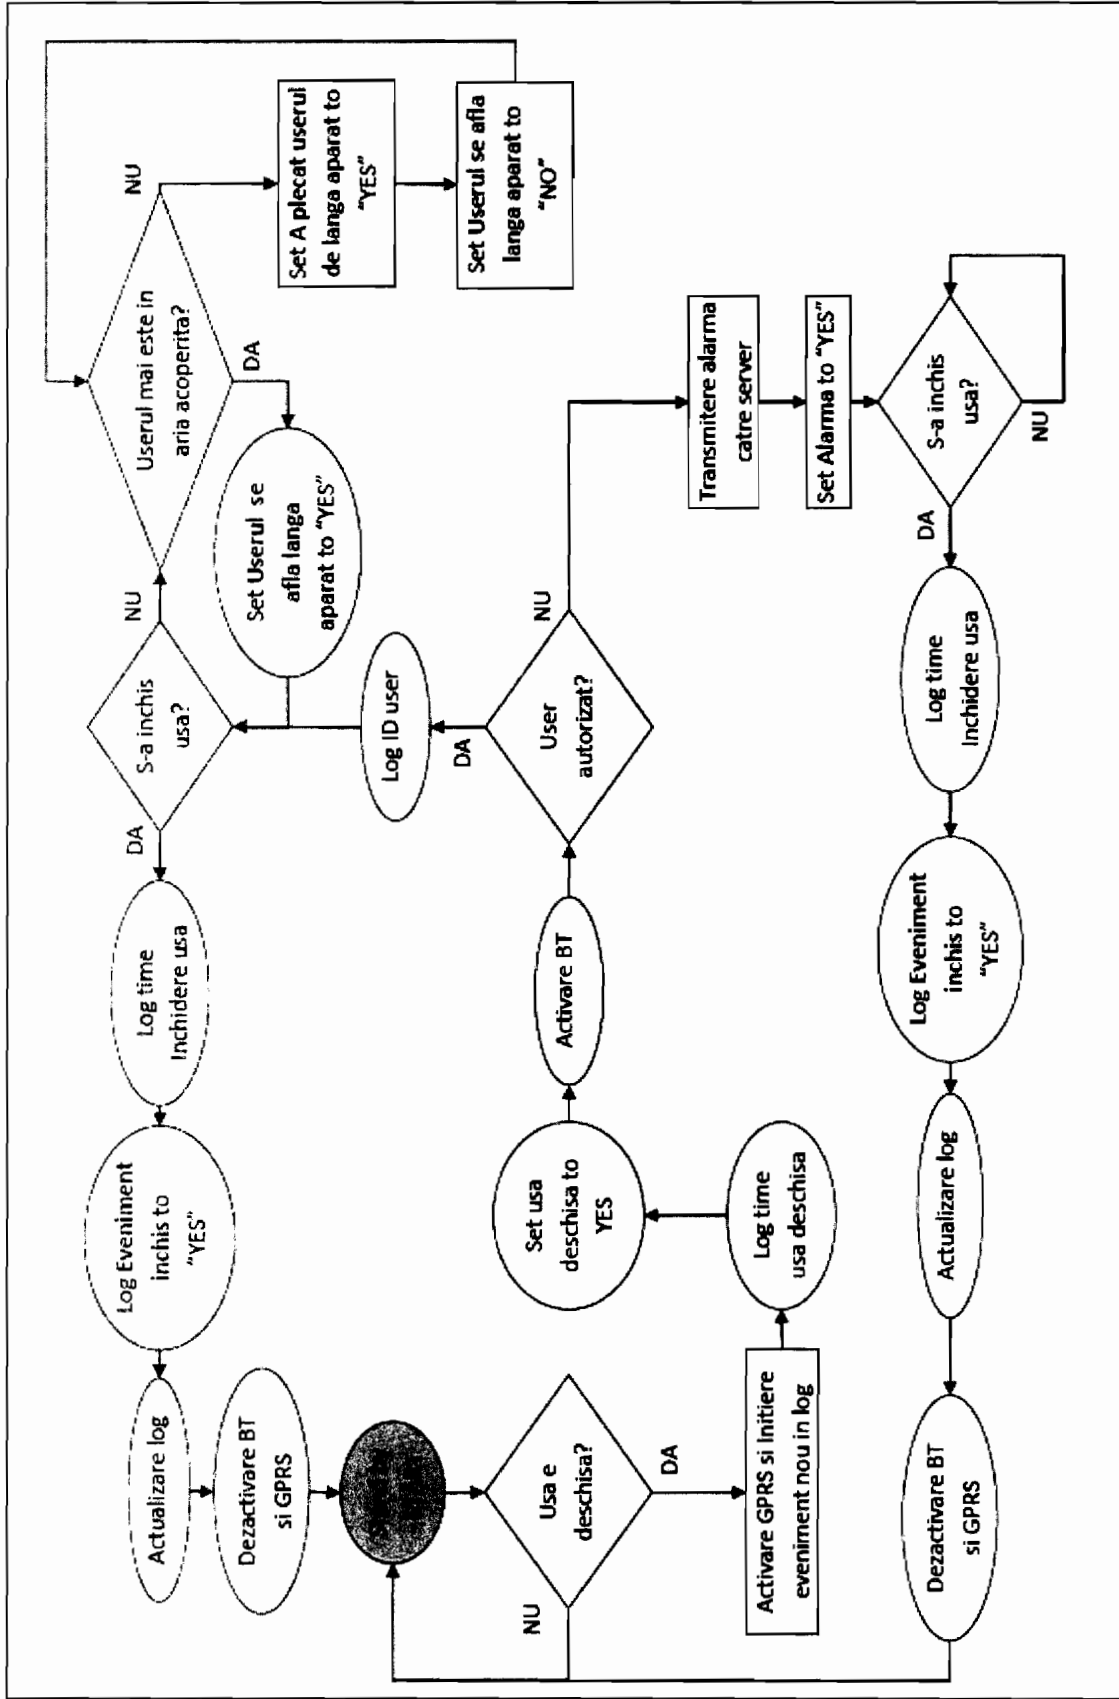 Actualizare log
Log Eveniment
inchis to
"YES"
Log time
Inchidere usa
DA
S-a inchis
usa?
NU
Userul mai este in
aria acoperita?
NU
DA
Set A plecat userul
de langa aparat to
"YES"
Set Userul se afla
langa aparat to
"NO"
Set Userul se
afla langa
aparat to "YES"
Dezactivare BT
si GPRS
Log ID user
DA
Usa e
deschisa?
NU
DA
Set usa
deschisa to
YES
Activare BT
User
autorizat?
NU
Activare GPRS si Initiere
eveniment nou in log
Log time
usa deschisa
Transmitere alarma
catre server
Set Alarma to "YES"
S-a inchis
usa?
NU
DA
Log time
Inchidere usa
Log Eveniment
inchis to
"YES"
Actualizare log
Dezactivare BT
si GPRS